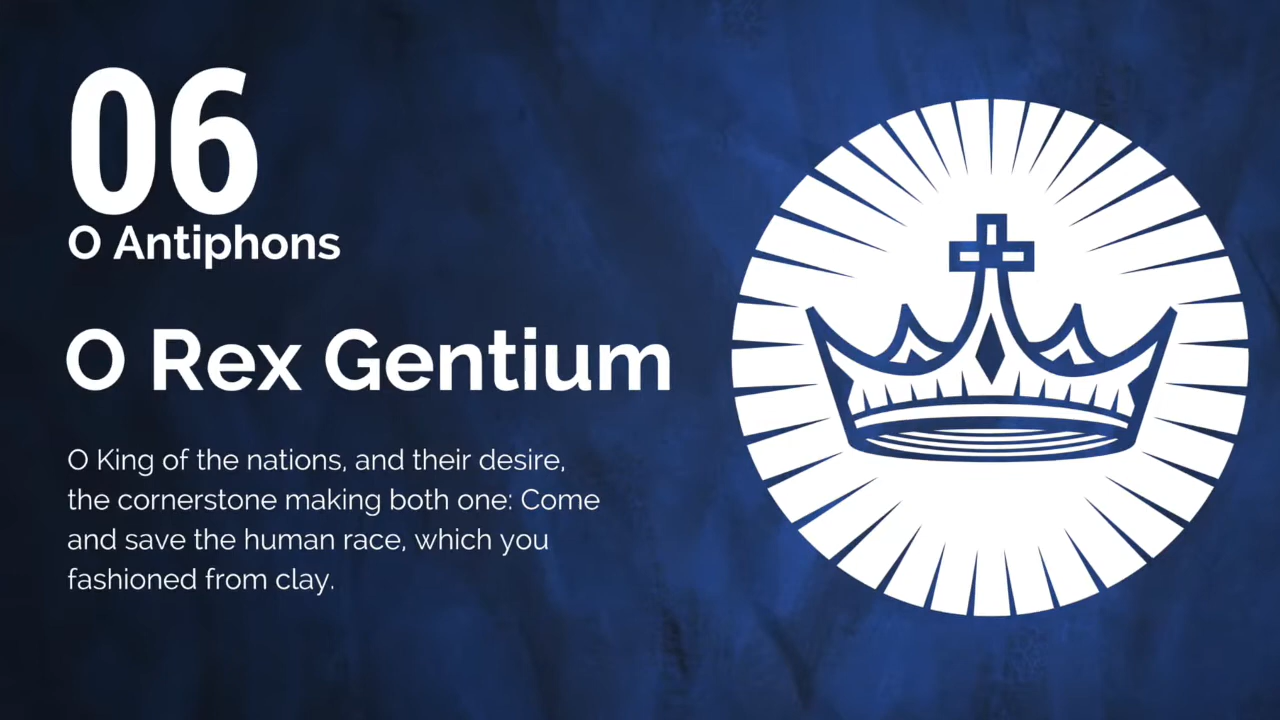 06
O Antiphons
O Rex Gentium
O King of the nations, and their desire,
the cornerstone making both one: Come
and save the human race, which you
fashioned from clay.